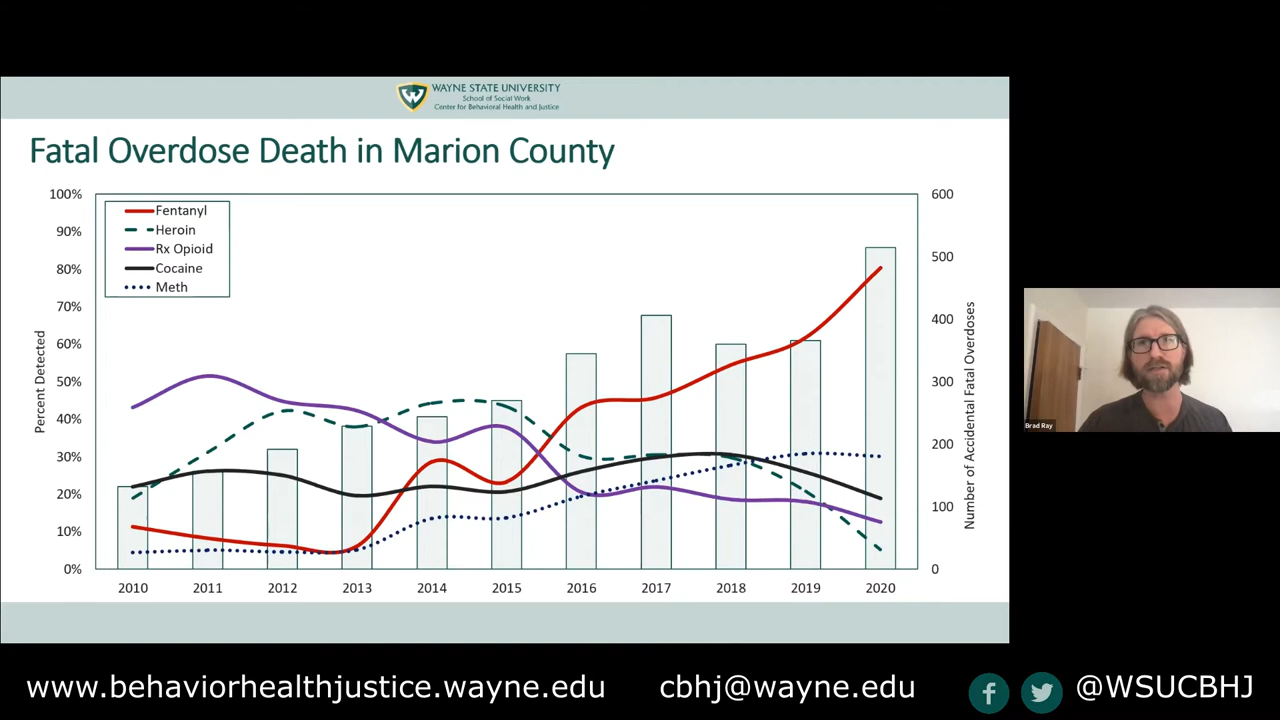 WAYNE STATE UNIVERSITY
School of Social Work
Center for Behavioral Health and Justice
Fatal Overdose Death in Marion County
100%
90%
80%
70%
60%
50%
40%
30%
20%
10%
0%
Percent Detected
Fentanyl
Heroin
Rx Opioid
Cocaine
Meth
600
500
400
300
200
100
0
Number of Accidental Fatal Overdoses
2010 2011 2012 2013 2014 2015 2016 2017 2018 2019 2020
Brad Ray
www.behaviorhealthjustice.wayne.edu cbhj@wayne.edu @WSUCBHJ